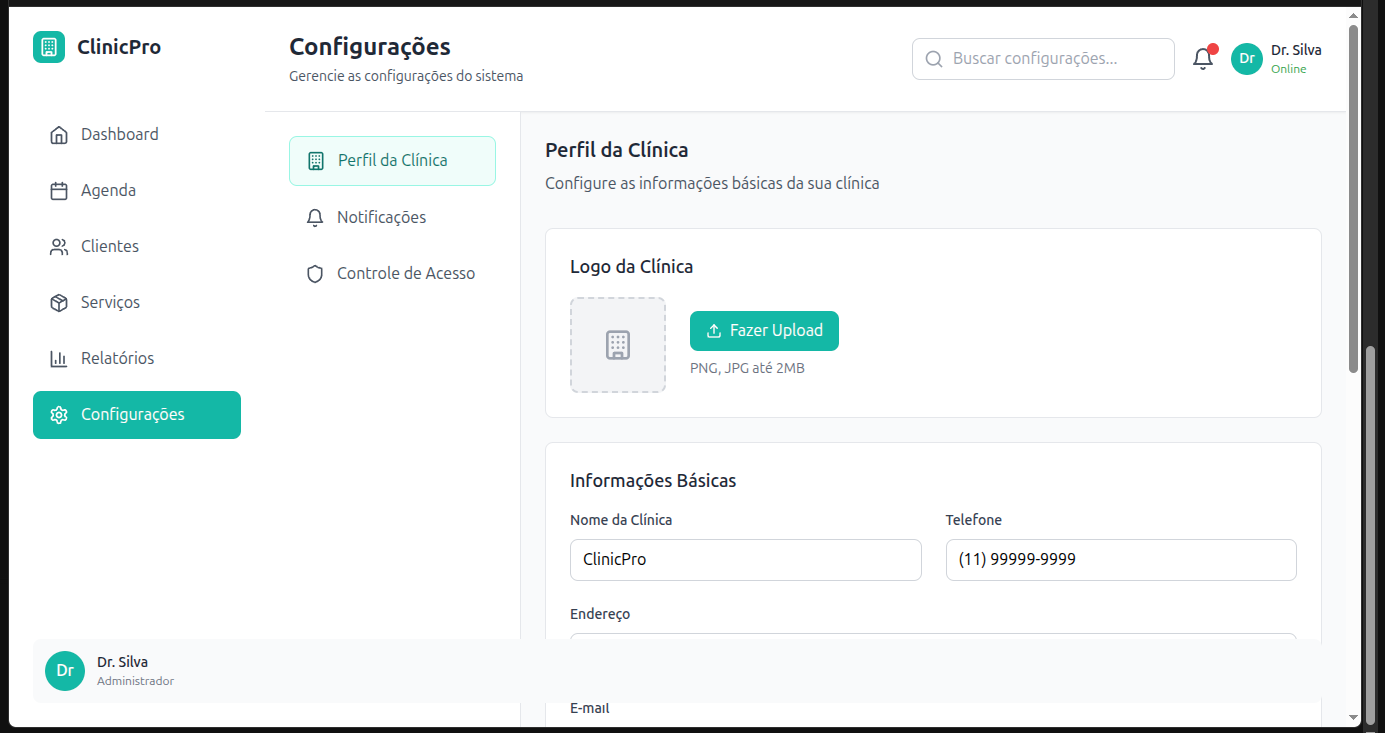 ClinicPro
Configurações
Gerencie as configurações do sistema
Buscar configurações...
Dr
Dr. Silva
Online
Dashboard
Agenda
Clientes
Serviços
Relatórios
Configurações
Perfil da Clínica
Notificações
Controle de Acesso
Perfil da Clínica
Configure as informações básicas da sua clínica
Logo da Clínica
Fazer Upload
PNG, JPG até 2MB
Informações Básicas
Nome da Clínica
Telefone
ClinicPro
(11) 99999-9999
Endereço
Dr
Dr. Silva
Administrador
E-mail